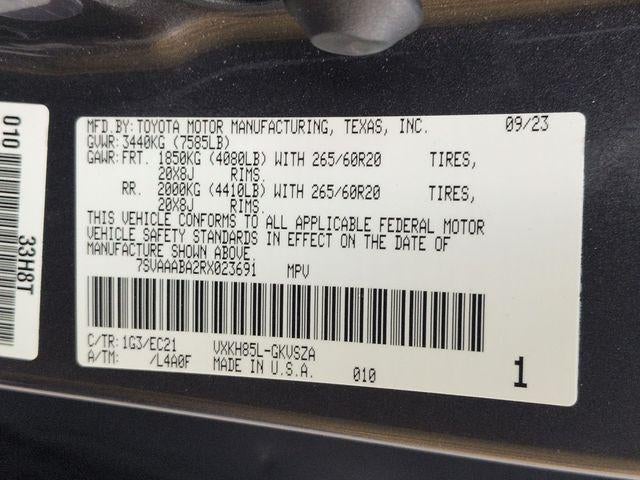 MFD.BY: TOYOTA MOTOR MANUFACTURING, TEXAS, INC. 09/23
GVWR: 3440KG (7585LB)
GAWR: FRT. 1850KG (4080LB) WITH 265/60R20 TIRES,
20X8J RIMS.
RR. 2000KG (4410LB) WITH 265/60R20 TIRES,
20X8J RIMS.
THIS VEHICLE CONFORMS TO ALL APPLICABLE FEDERAL MOTOR
VEHICLE SAFETY STANDARDS IN EFFECT ON THE DATE OF
MANUFACTURE SHOWN ABOVE.
7SVAAABA2RX023691 MPV
C/TR: 1G3/EC21 VXKH85L-GKVSZA
A/TM: /L4A0F MADE IN U.S.A. 010 1
010
33H8T